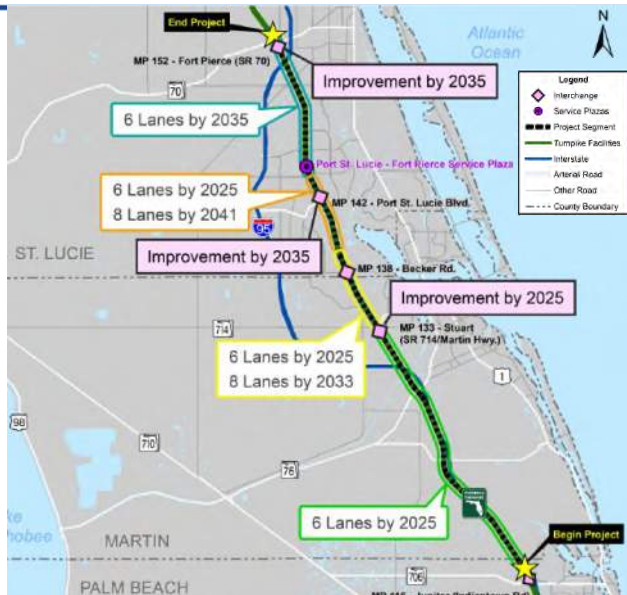 End Project
Atlantic
Ocean
N
MP 152 - Fort Pierce (SR 70)
Improvement by 2035
70
6 Lanes by 2035
Legend
Interchange
Service Plazas
Project Segment
Turnpike Facilities
Interstate
Arterial Road
Other Road
County Boundary
Port St. Lucie - Fort Pierce Service Plaza
6 Lanes by 2025
8 Lanes by 2041
MP 142 - Port St. Lucie Blvd.
95
ST. LUCIE
Improvement by 2035
MP 138 - Becker Rd.
Improvement by 2025
714
MP 133 - Stuart
(SR 714/Martin Hwy.)
6 Lanes by 2025
8 Lanes by 2033
1
98
710
76
6 Lanes by 2025
MARTIN
Begin Project
PALM BEACH
706